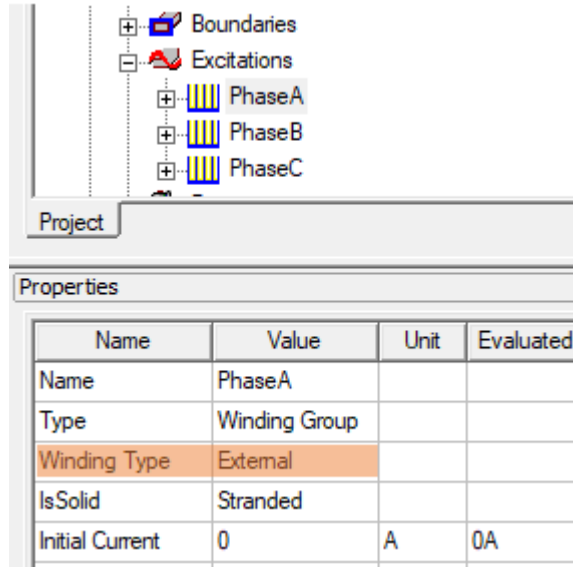 Boundaries
Excitations
PhaseA
PhaseB
PhaseC
Project
Properties
Name Value Unit Evaluated
Name PhaseA
Type Winding Group
Winding Type External
IsSolid Stranded
Initial Current 0 A 0A